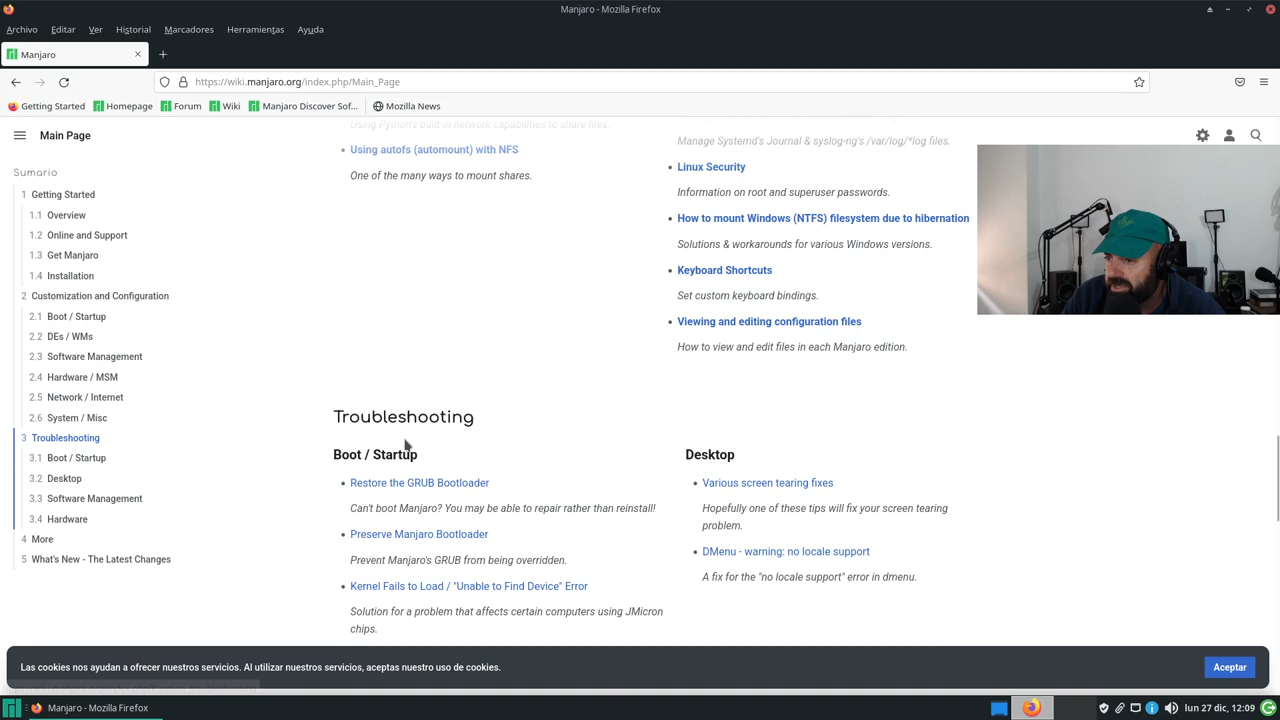 Manjaro - Mozilla Firefox
Archivo Editar Ver Historial Marcadores Herramientas Ayuda
Manjaro
https://wiki.manjaro.org/index.php/Main_Page
Getting Started Homepage Forum Wiki Manjaro Discover Sof... Mozilla News
Main Page
Sumario
1 Getting Started
1.1 Overview
1.2 Online and Support
1.3 Get Manjaro
1.4 Installation
2 Customization and Configuration
2.1 Boot / Startup
2.2 DEs / WMs
2.3 Software Management
2.4 Hardware / MSM
2.5 Network / Internet
2.6 System / Misc
3 Troubleshooting
3.1 Boot / Startup
3.2 Desktop
3.3 Software Management
3.4 Hardware
4 More
5 What's New - The Latest Changes
Using Python's built-in network capabilities to share files.
Using autofs (automount) with NFS
One of the many ways to mount shares.
Manage Systemd's Journal & syslog-ng's /var/log/*log files.
Linux Security
Information on root and superuser passwords.
How to mount Windows (NTFS) filesystem due to hibernation
Solutions & workarounds for various Windows versions.
Keyboard Shortcuts
Set custom keyboard bindings.
Viewing and editing configuration files
How to view and edit files in each Manjaro edition.
Troubleshooting
Boot / Startup
Restore the GRUB Bootloader
Can't boot Manjaro? You may be able to repair rather than reinstall!
Preserve Manjaro Bootloader
Prevent Manjaro's GRUB from being overridden.
Kernel Fails to Load / "Unable to Find Device" Error
Solution for a problem that affects certain computers using JMicron
chips.
Desktop
Various screen tearing fixes
Hopefully one of these tips will fix your screen tearing
problem.
DMenu - warning: no locale support
A fix for the "no locale support" error in dmenu.
Las cookies nos ayudan a ofrecer nuestros servicios. Al utilizar nuestros servicios, aceptas nuestro uso de cookies.
Aceptar
Manjaro - Mozilla Firefox
lun 27 dic, 12:09